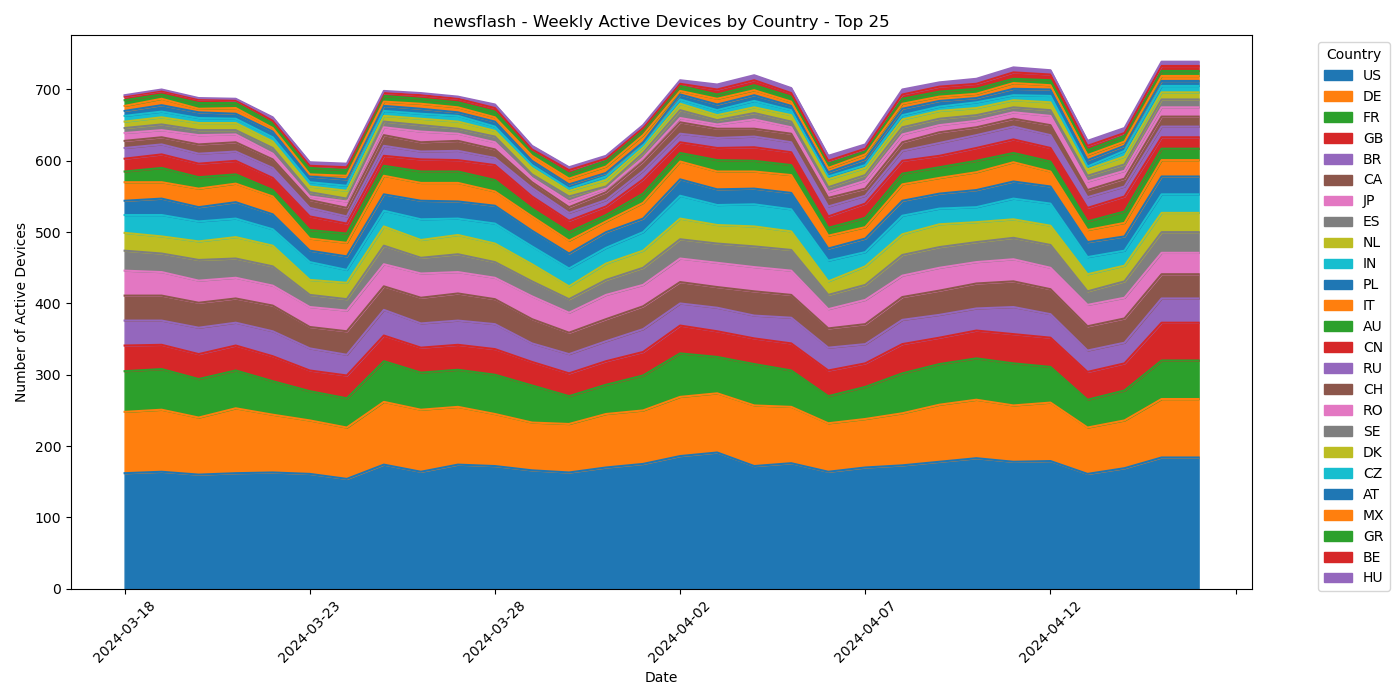 newsflash - Weekly Active Devices by Country - Top 25
Number of Active Devices
700
600
500
400
300
200
100
0
2024-03-18
2024-03-23
2024-03-28
2024-04-02
2024-04-07
2024-04-12
Date
Country
US
DE
FR
GB
BR
CA
JP
ES
NL
IN
PL
IT
AU
CN
RU
CH
RO
SE
DK
CZ
AT
MX
GR
BE
HU